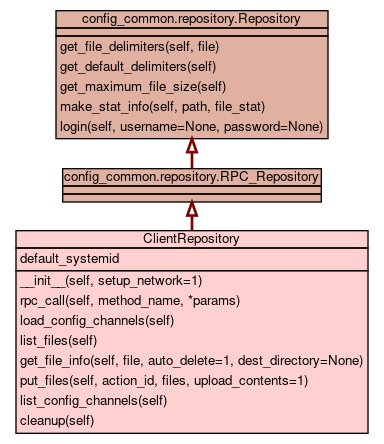 config_common.repository.Repository
get_file_delimiters(self, file)
get_default_delimiters(self)
get_maximum_file_size(self)
make_stat_info(self, path, file_stat)
login(self, username=None, password=None)
config_common.repository.RPC_Repository
ClientRepository
default_systemid
__init__(self, setup_network=1)
rpc_call(self, method_name, *params)
load_config_channels(self)
list_files(self)
get_file_info(self, file, auto_delete=1, dest_directory=None)
put_files(self, action_id, files, upload_contents=1)
list_config_channels(self)
cleanup(self)